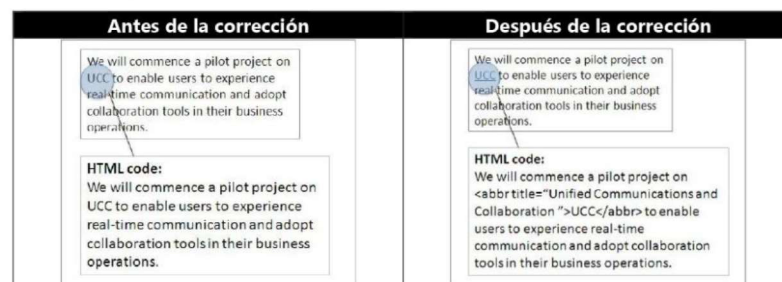 Antes de la corrección
We will commence a pilot project on
UCC to enable users to experience
real-time communication and adopt
collaboration tools in their business
operations.
HTML code:
We will commence a pilot project on
UCC to enable users to experience
real-time communication and adopt
collaboration tools in their business
operations.
Después de la corrección
We will commence a pilot project on
UCC to enable users to experience
real-time communication and adopt
collaboration tools in their business
operations.
HTML code:
We will commence a pilot project on
<abbr title="Unified Communications and
Collaboration ">UCC</abbr> to enable
users to experience real-time
communication and adopt collaboration
tools in their business operations.